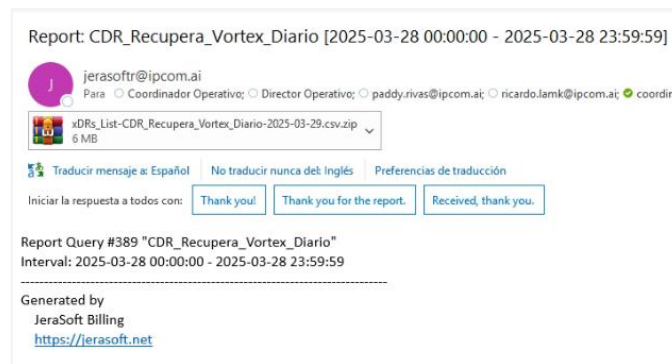 Report: CDR_Recupera_Vortex_Diario [2025-03-28 00:00:00 - 2025-03-28 23:59:59]
J
jerasoftr@ipcom.ai
Para Coordinador Operativo; Director Operativo; paddy.rivas@ipcom.ai; ricardo.lamk@ipcom.ai; coordin
xDRs_List-CDR_Recupera_Vortex_Diario-2025-03-29.csv.zip
6 MB
Traducir mensaje a: Español No traducir nunca del: Inglés Preferencias de traducción
Iniciar la respuesta a todos con: Thank you! Thank you for the report. Received, thank you.
Report Query #389 "CDR_Recupera_Vortex_Diario"
Interval: 2025-03-28 00:00:00 - 2025-03-28 23:59:59
--------------------------------------------------------------------------------
Generated by
JeraSoft Billing
https://jerasoft.net